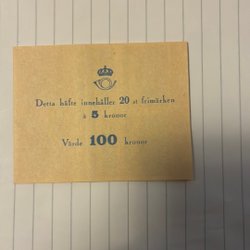 Detta häfte innehåller 20 st frimärken
à 5 kronor
Värde 100 kronor